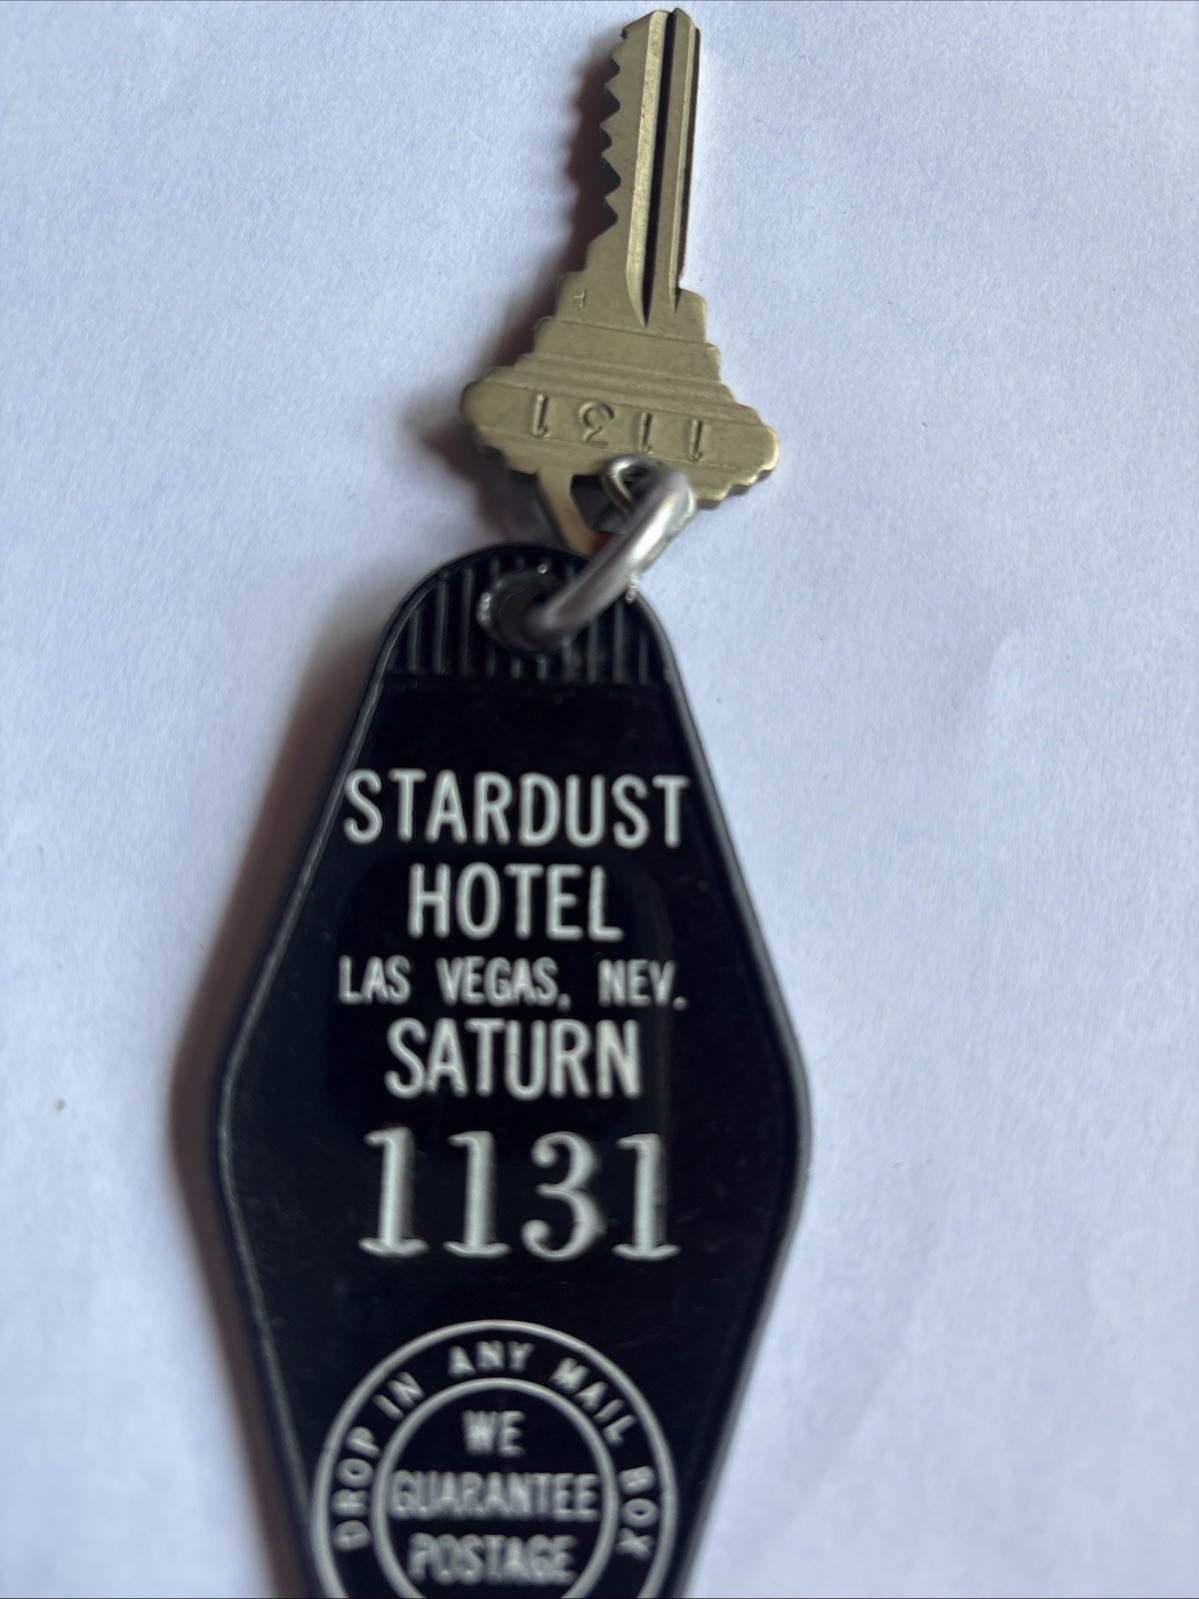 1131
STARDUST
HOTEL
LAS VEGAS, NEV.
SATURN
1131
DROP IN ANY MAIL BOX
WE
GUARANTEE
POSTAGE